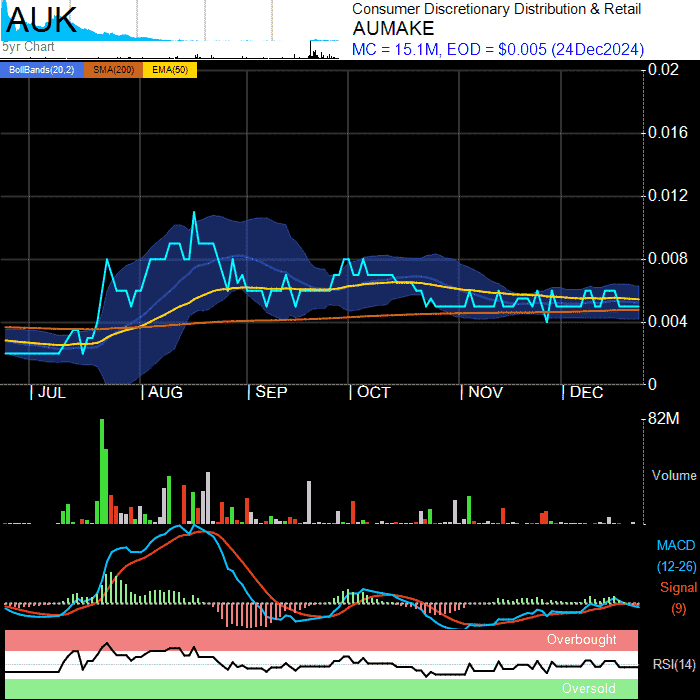 AUK
5yr Chart
Consumer Discretionary Distribution & Retail
AUMAKE
MC = 15.1M, EOD = $0.005 (24Dec2024)
BollBands(20,2) SMA(200) EMA(50)
0.02
0.016
0.012
0.008
0.004
0
JUL AUG SEP OCT NOV DEC
82M
Volume
MACD
(12-26)
Signal
(9)
Overbought
RSI(14)
Oversold